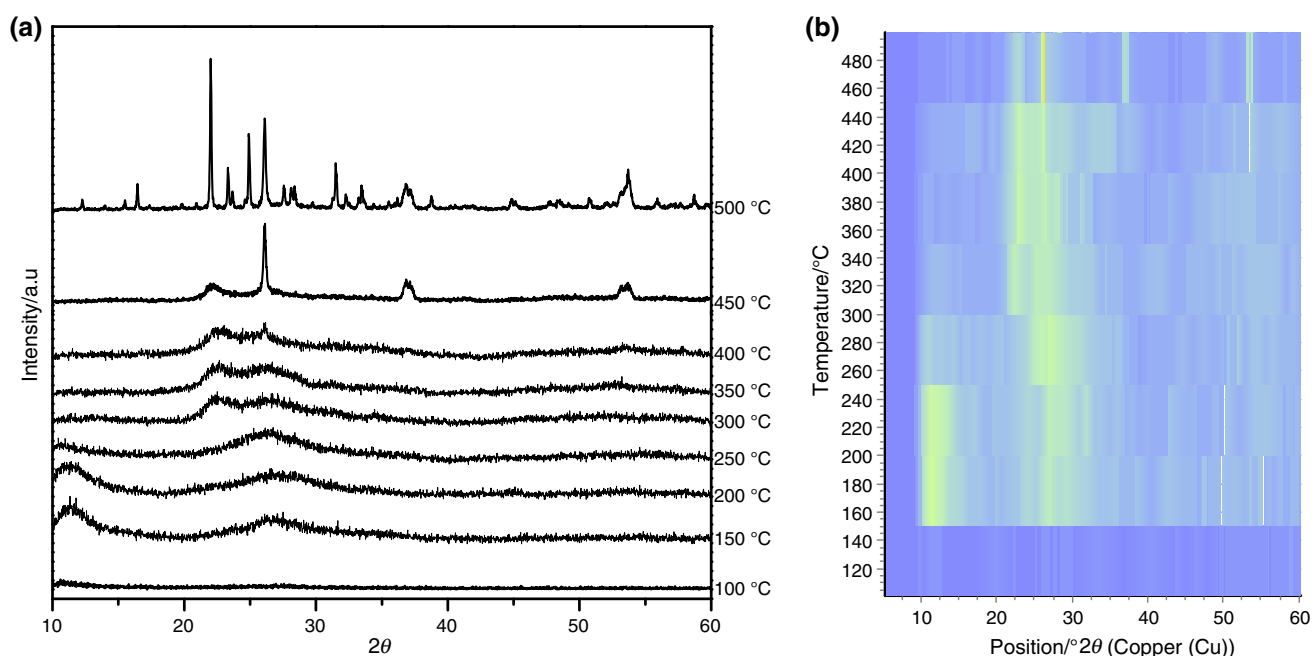 (a)
Intensity/a.u
500 °C
450 °C
400 °C
350 °C
300 °C
250 °C
200 °C
150 °C
100 °C
10
20
30
40
50
60
2θ
(b)
Temperature/°C
480
460
440
420
400
380
360
340
320
300
280
260
240
220
200
180
160
140
120
10
20
30
40
50
60
Position/°2θ (Copper (Cu))